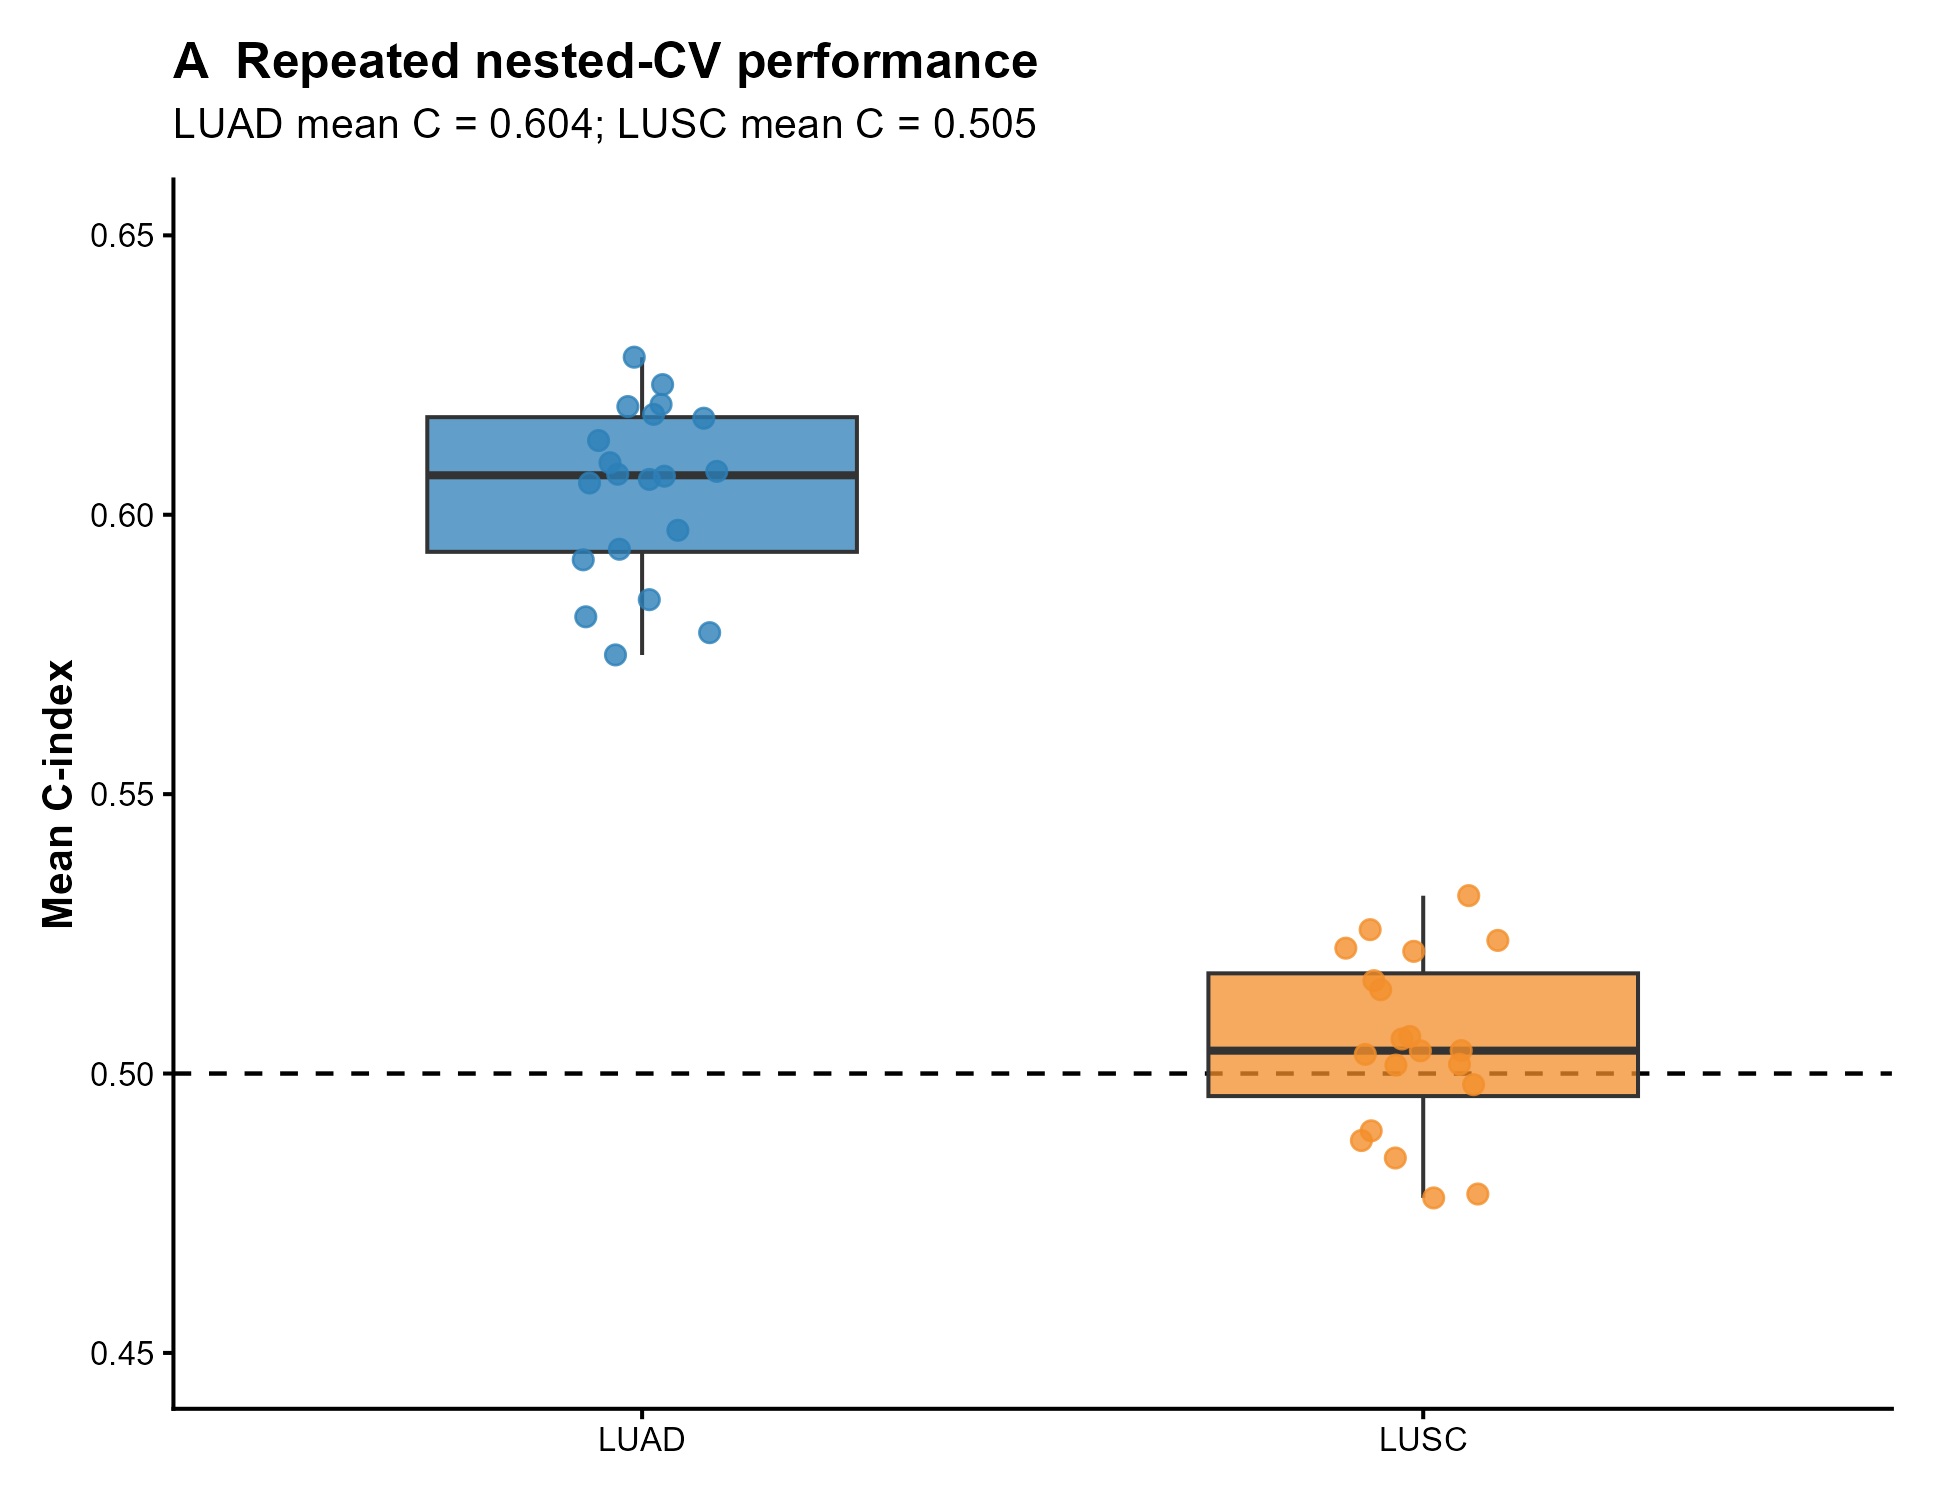 A  Repeated nested-CV performance
LUAD mean C = 0.604; LUSC mean C = 0.505
Mean C-index
0.65
0.60
0.55
0.50
0.45
LUAD
LUSC